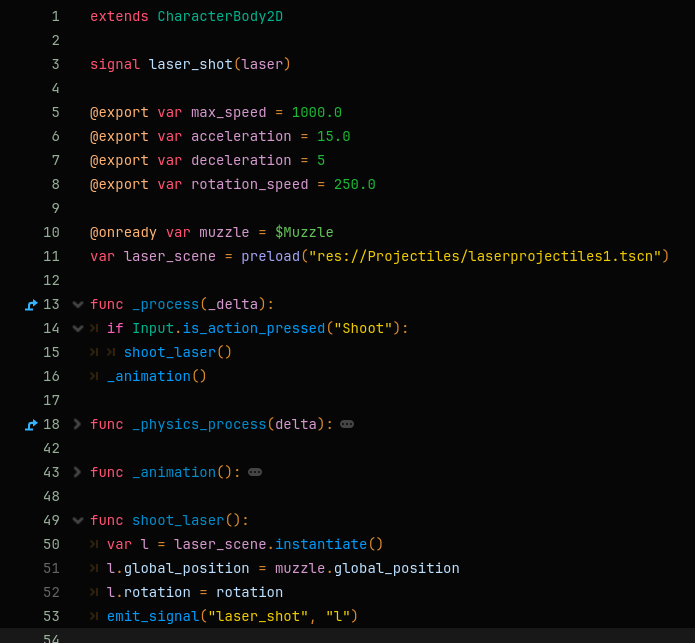 1 extends CharacterBody2D
2
3 signal laser_shot(laser)
4
5 @export var max_speed = 1000.0
6 @export var acceleration = 15.0
7 @export var deceleration = 5
8 @export var rotation_speed = 250.0
9
10 @onready var muzzle = $Muzzle
11 var laser_scene = preload("res://Projectiles/laserprojectiles1.tscn")
12
13 func _process(_delta):
14 if Input.is_action_pressed("Shoot"):
15 shoot_laser()
16 _animation()
17
18 func _physics_process(delta):
42
43 func _animation():
48
49 func shoot_laser():
50 var l = laser_scene.instantiate()
51 l.global_position = muzzle.global_position
52 l.rotation = rotation
53 emit_signal("laser_shot", "l")
54